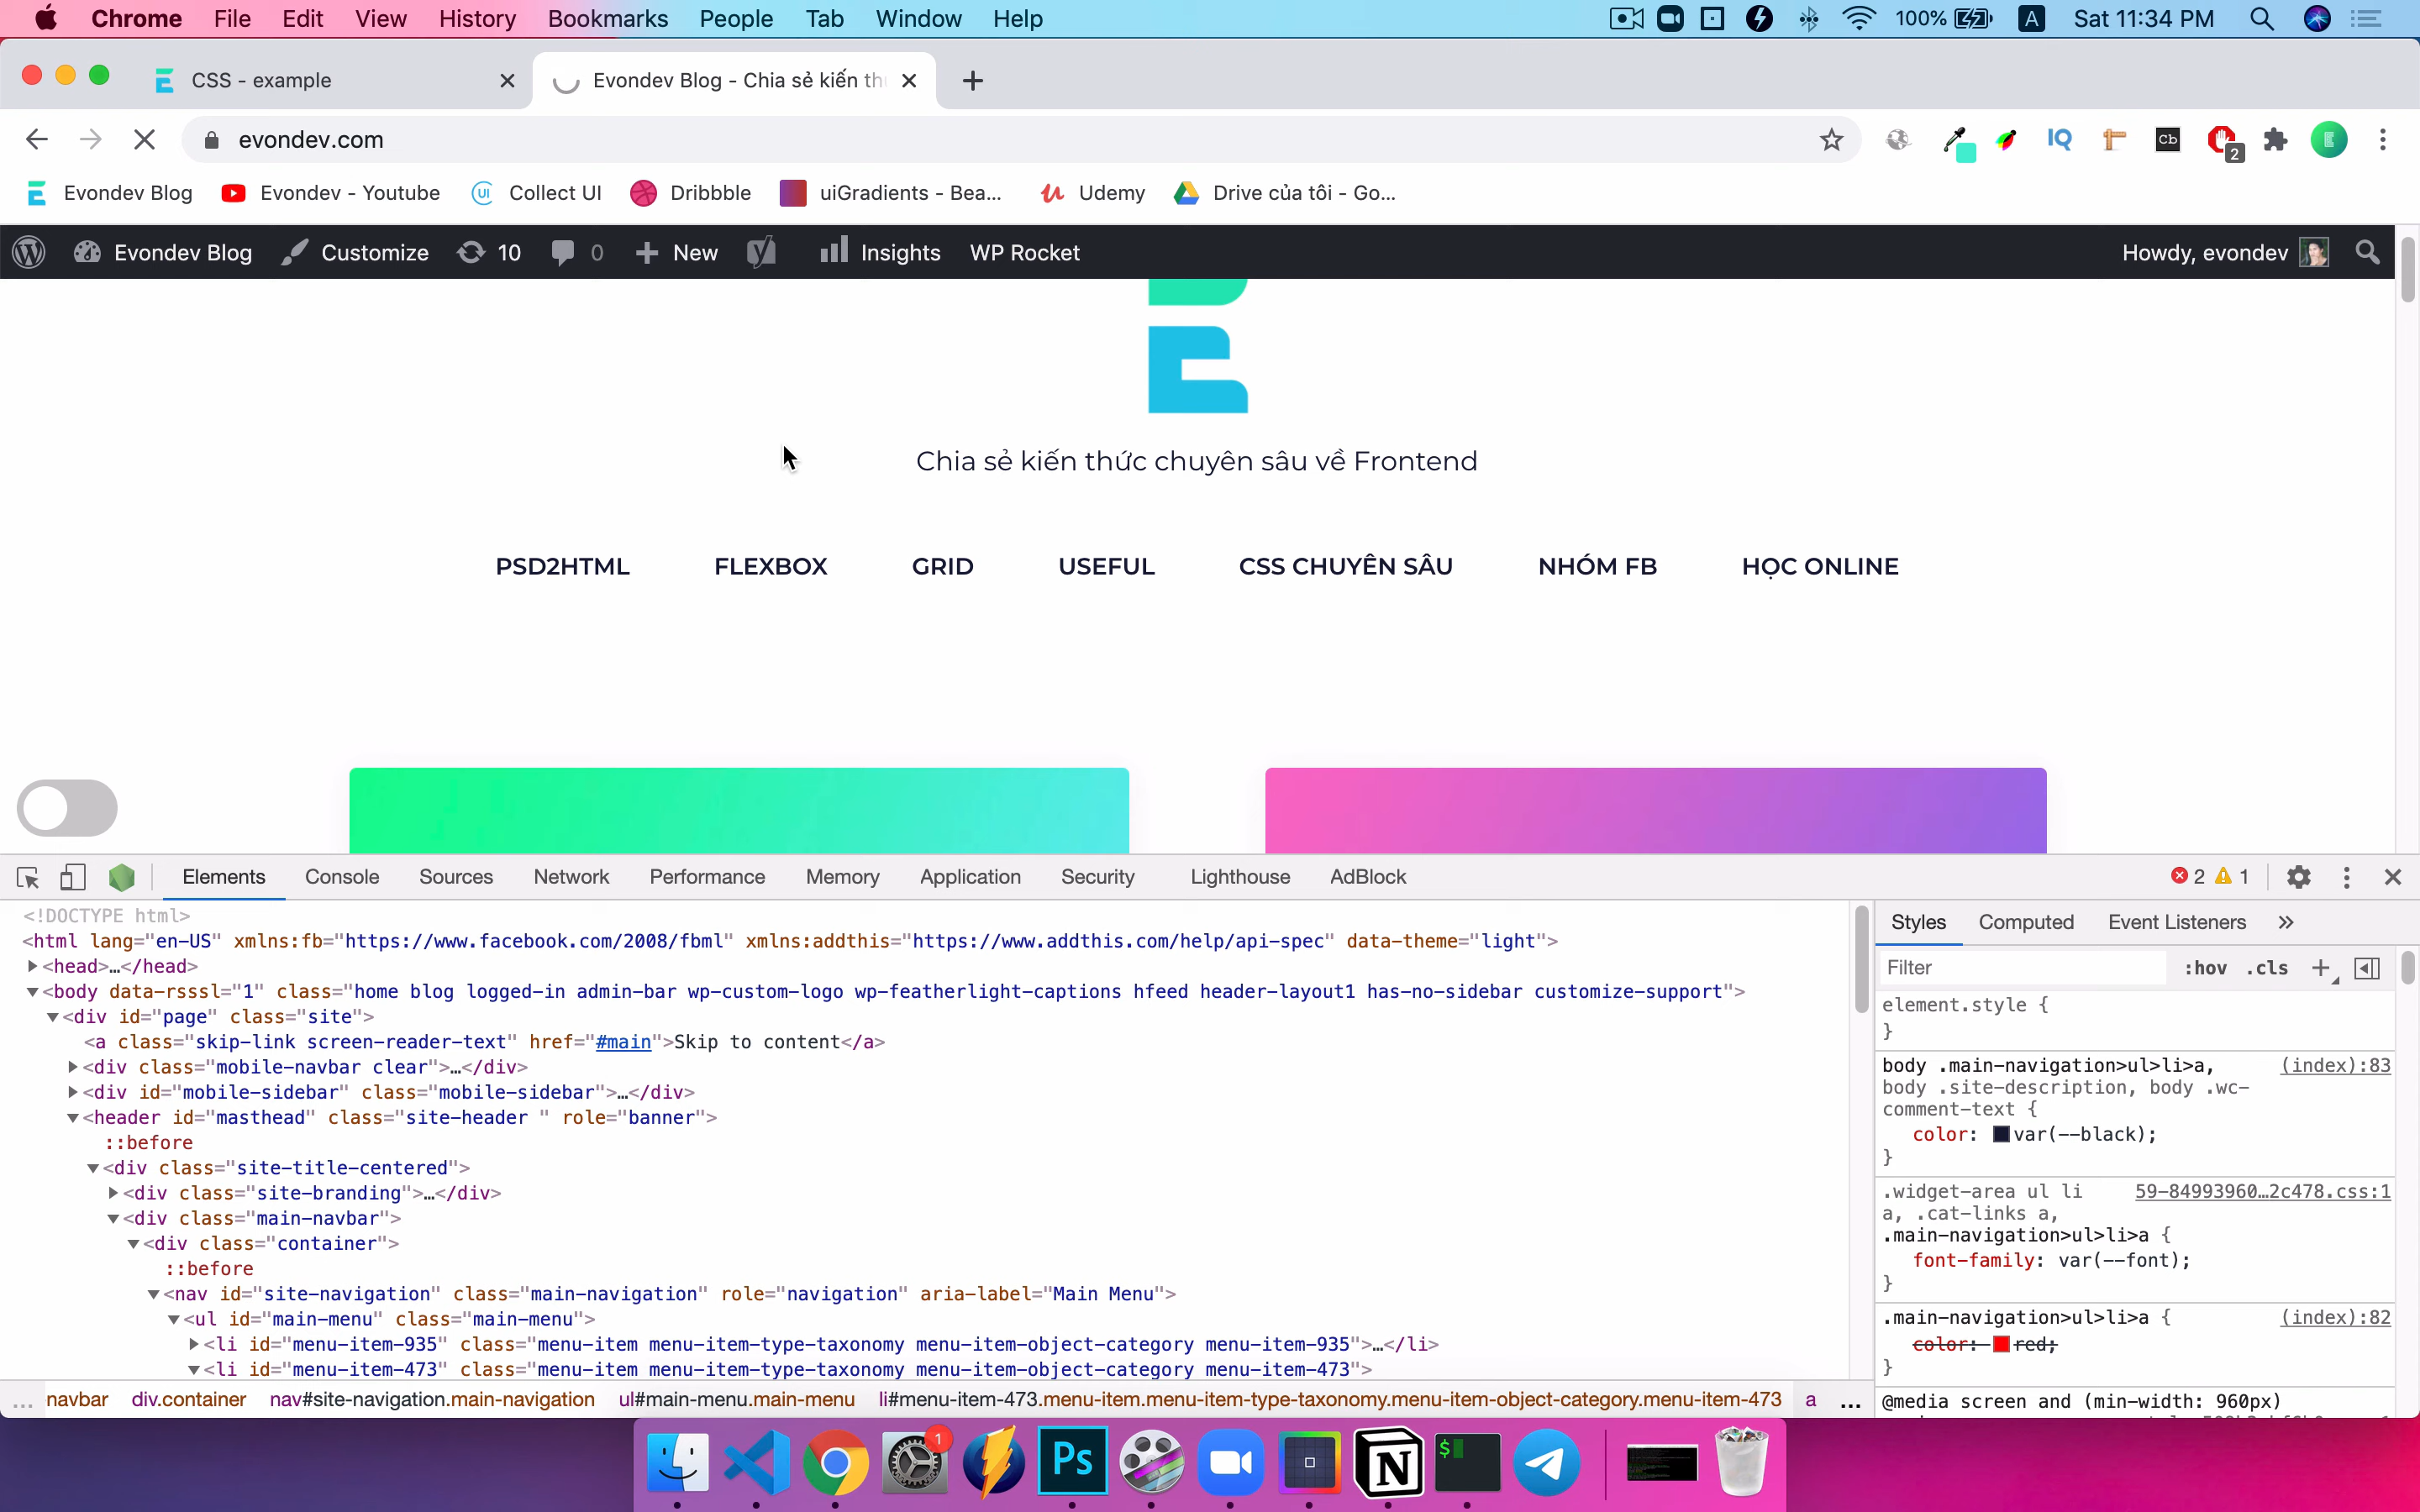 Chrome File Edit View History Bookmarks People Tab Window Help 100% A Sat 11:34 PM
CSS - example Evondev Blog - Chia sẻ kiến
evondev.com IQ Cb 2 E
Evondev Blog Evondev - Youtube UI Collect UI Dribbble uiGradients - Bea... Udemy Drive của tôi - Go...
Evondev Blog Customize 10 0 New Insights WP Rocket Howdy, evondev
Chia sẻ kiến thức chuyên sâu về Frontend
PSD2HTML FLEXBOX GRID USEFUL CSS CHUYÊN SÂU NHÓM FB HỌC ONLINE
Elements Console Sources Network Performance Memory Application Security Lighthouse AdBlock 2 1
<!DOCTYPE html>
<html lang="en-US" xmlns:fb="https://www.facebook.com/2008/fbml" xmlns:addthis="https://www.addthis.com/help/api-spec" data-theme="light">
<head>…</head>
<body data-rsssl="1" class="home blog logged-in admin-bar wp-custom-logo wp-featherlight-captions hfeed header-layout1 has-no-sidebar customize-support">
<div id="page" class="site">
<a class="skip-link screen-reader-text" href="#main">Skip to content</a>
<div class="mobile-navbar clear">…</div>
<div id="mobile-sidebar" class="mobile-sidebar">…</div>
<header id="masthead" class="site-header " role="banner">
::before
<div class="site-title-centered">
<div class="site-branding">…</div>
<div class="main-navbar">
<div class="container">
::before
<nav id="site-navigation" class="main-navigation" role="navigation" aria-label="Main Menu">
<ul id="main-menu" class="main-menu">
<li id="menu-item-935" class="menu-item menu-item-type-taxonomy menu-item-object-category menu-item-935">…</li>
<li id="menu-item-473" class="menu-item menu-item-type-taxonomy menu-item-object-category menu-item-473">
... navbar div.container nav#site-navigation.main-navigation ul#main-menu.main-menu li#menu-item-473.menu-item.menu-item-type-taxonomy.menu-item-object-category.menu-item-473 a ...
Styles Computed Event Listeners »
Filter :hov .cls +
element.style {
}
body .main-navigation>ul>li>a, (index):83
body .site-description, body .wc-
comment-text {
color: var(--black);
}
.widget-area ul li 59-84993960…2c478.css:1
a, .cat-links a,
.main-navigation>ul>li>a {
font-family: var(--font);
}
.main-navigation>ul>li>a { (index):82
color: red;
}
@media screen and (min-width: 960px)
1
Ps
N
$